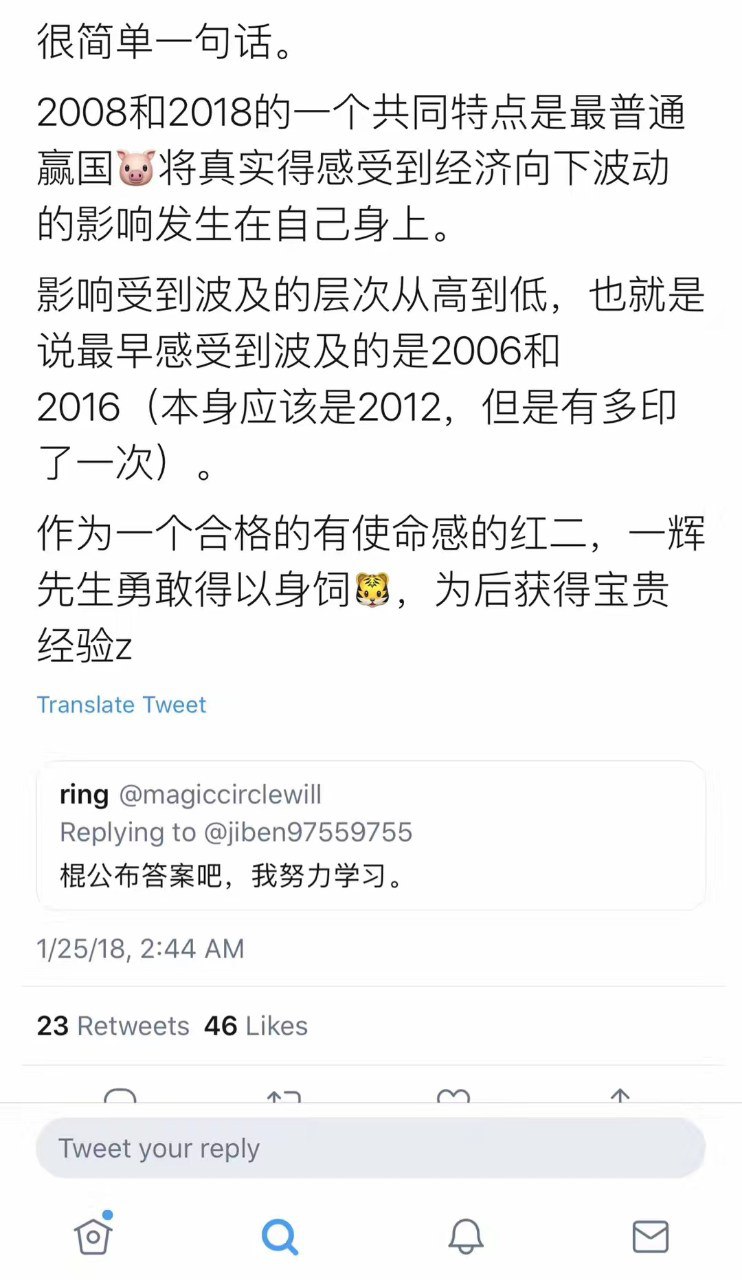 很简单一句话。
2008和2018的一个共同特点是最普通
赢国🐷将真实得感受到经济向下波动
的影响发生在自己身上。
影响受到波及的层次从高到低，也就是
说最早感受到波及的是2006和
2016（本身应该是2012，但是有多印
了一次）。
作为一个合格的有使命感的红二，一辉
先生勇敢得以身饲🐯，为后获得宝贵
经验z
Translate Tweet
ring @magiccirclewill
Replying to @jiben97559755
棍公布答案吧，我努力学习。
1/25/18, 2:44 AM
23 Retweets 46 Likes
Tweet your reply